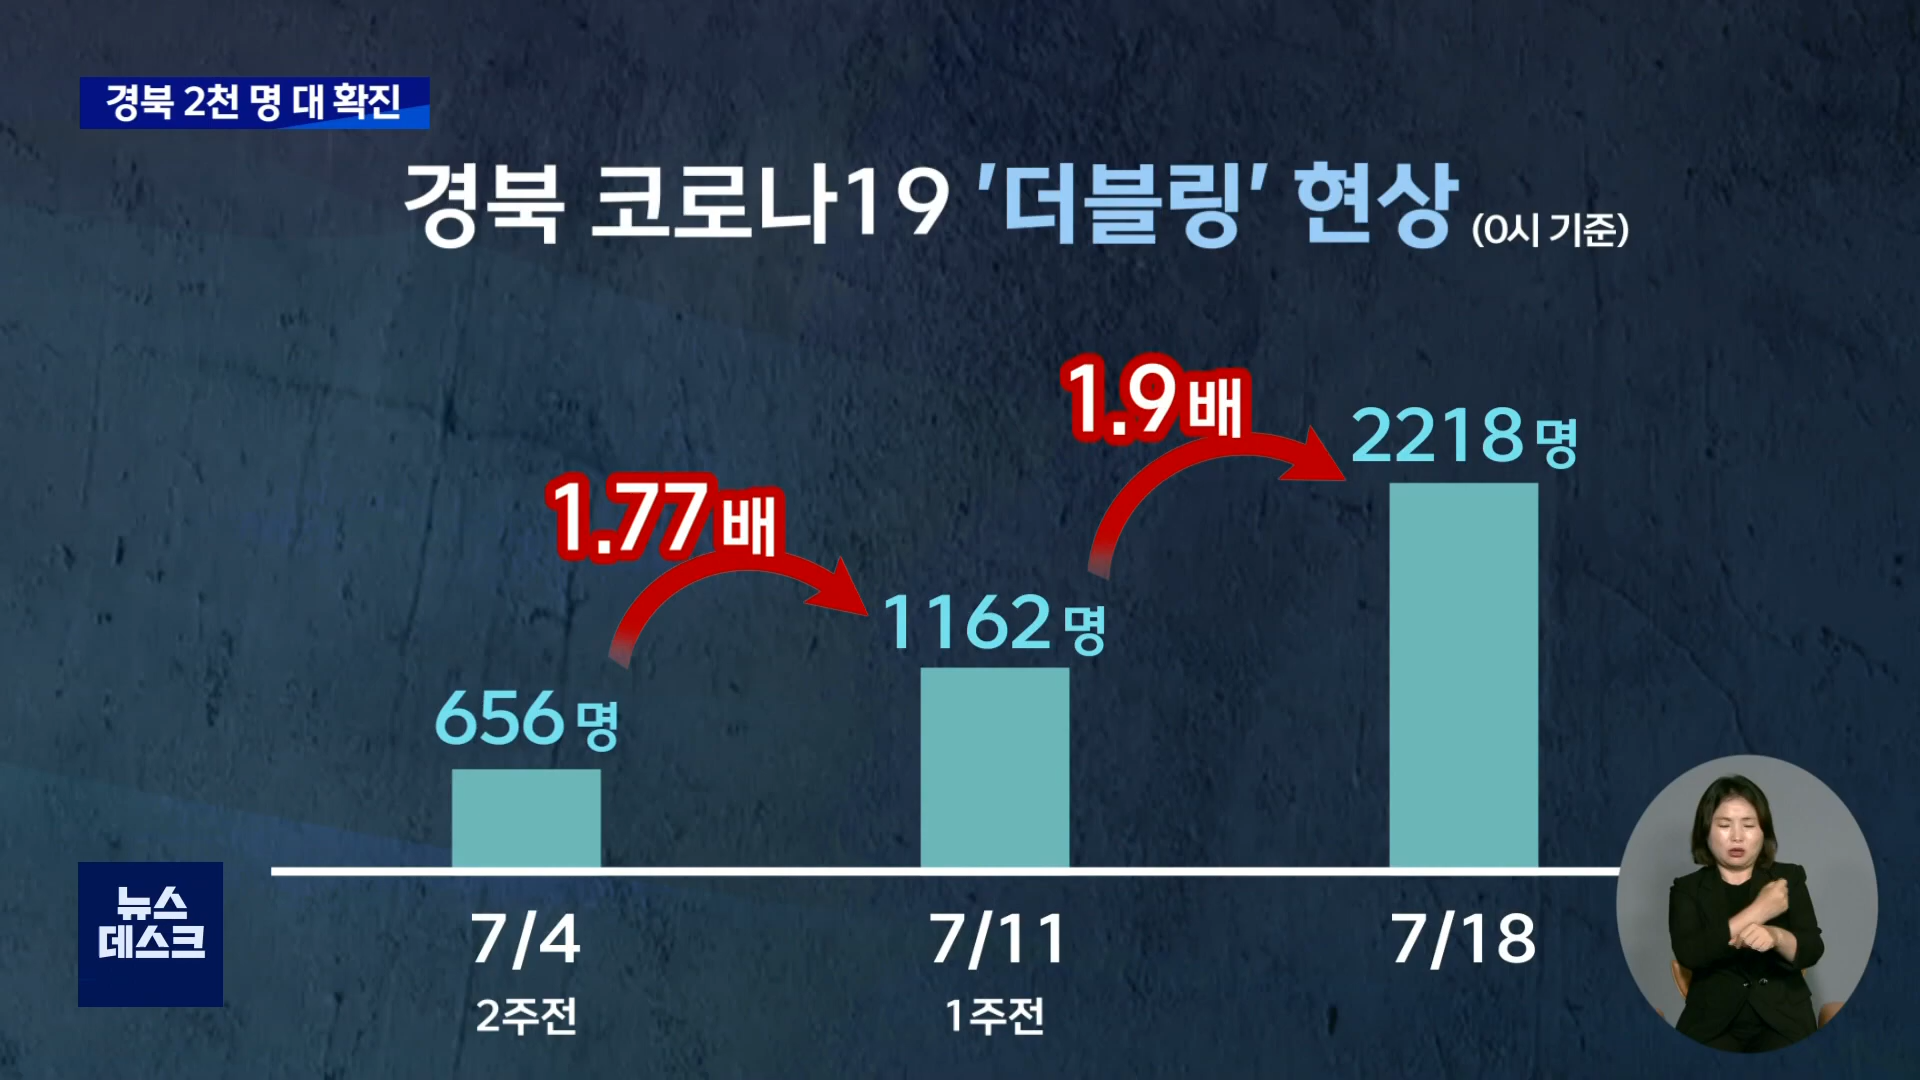 경북 2천 명 대 확진
경북 코로나19 '더블링' 현상 (0시 기준)
1.9배
2218명
1.77배
1162명
656명
7/4
7/11
7/18
2주전
1주전
뉴스
데스크